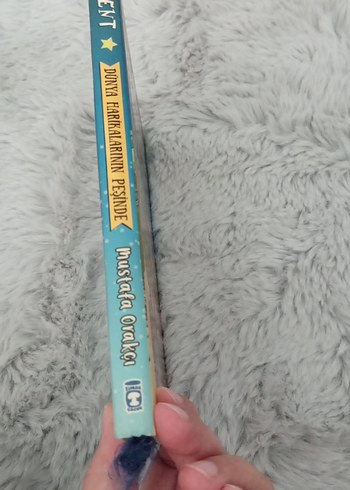 ENT
DÜNYA HARİKALARININ PEŞİNDE
Mustafa Orakçı